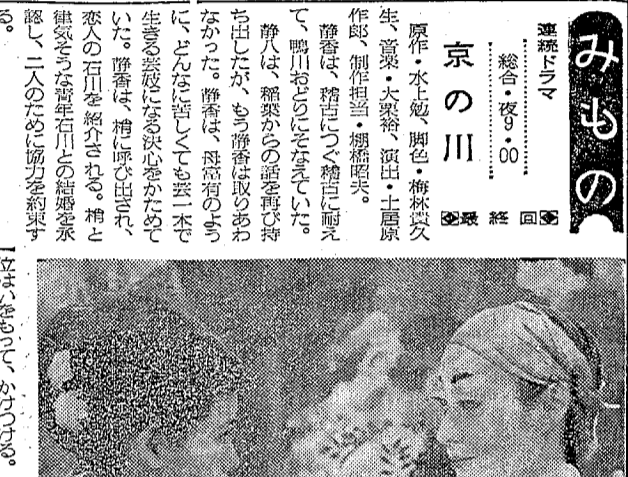 みもの
連続ドラマ
総合・夜9・00
京の川
最終回
原作・水上勉、脚色・梅林貴久
生、音楽・大栗裕、演出・土居原
作郎、制作担当・棚橋昭夫。
静香は、稽古につぐ稽古に耐え
て、鴨川おどりにそなえていた。
静八は、稲葉からの話を再び持
ち出したが、もう静香は取りあわ
なかった。静香は、母富有のよう
に、どんなに苦しくても芸一本で
生きる芸妓になる決心をかためて
いた。静香は、梢に呼び出され、
恋人の石川を紹介される。梢と
律気そうな青年石川との結婚を承
認し、二人のために協力を約束す
る。
位はいをもって、かけつける。